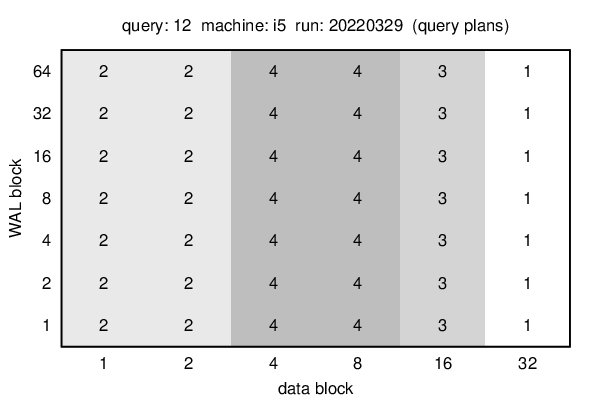 query: 12 machine: i5 run: 20220329 (query plans)
64 2 2 4 4 3 1
32 2 2 4 4 3 1
16 2 2 4 4 3 1
8 2 2 4 4 3 1
4 2 2 4 4 3 1
2 2 2 4 4 3 1
1 2 2 4 4 3 1
WAL block
1 2 4 8 16 32
data block